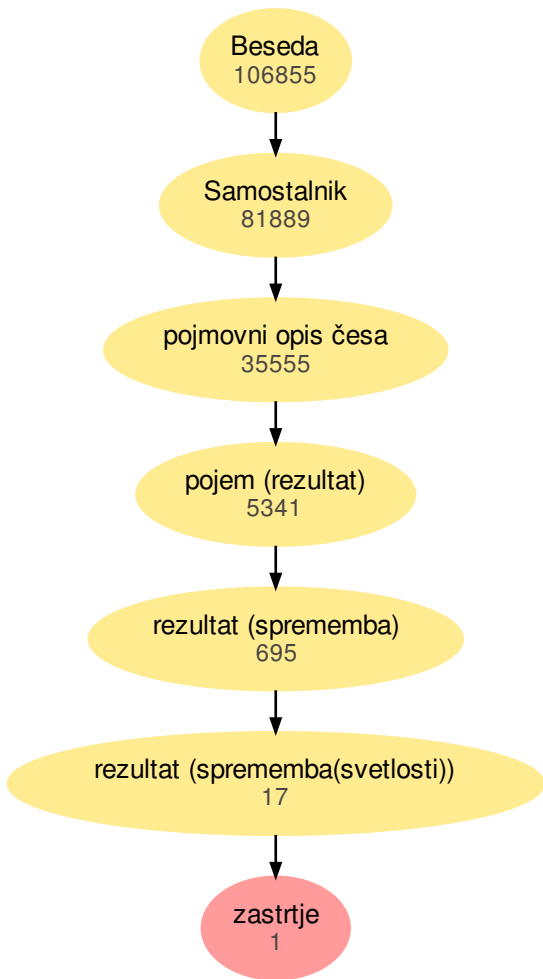 Beseda
106855
Samostalnik
81889
pojmovni opis česa
35555
pojem (rezultat)
5341
rezultat (sprememba)
695
rezultat (sprememba(svetlosti))
17
zastrtje
1